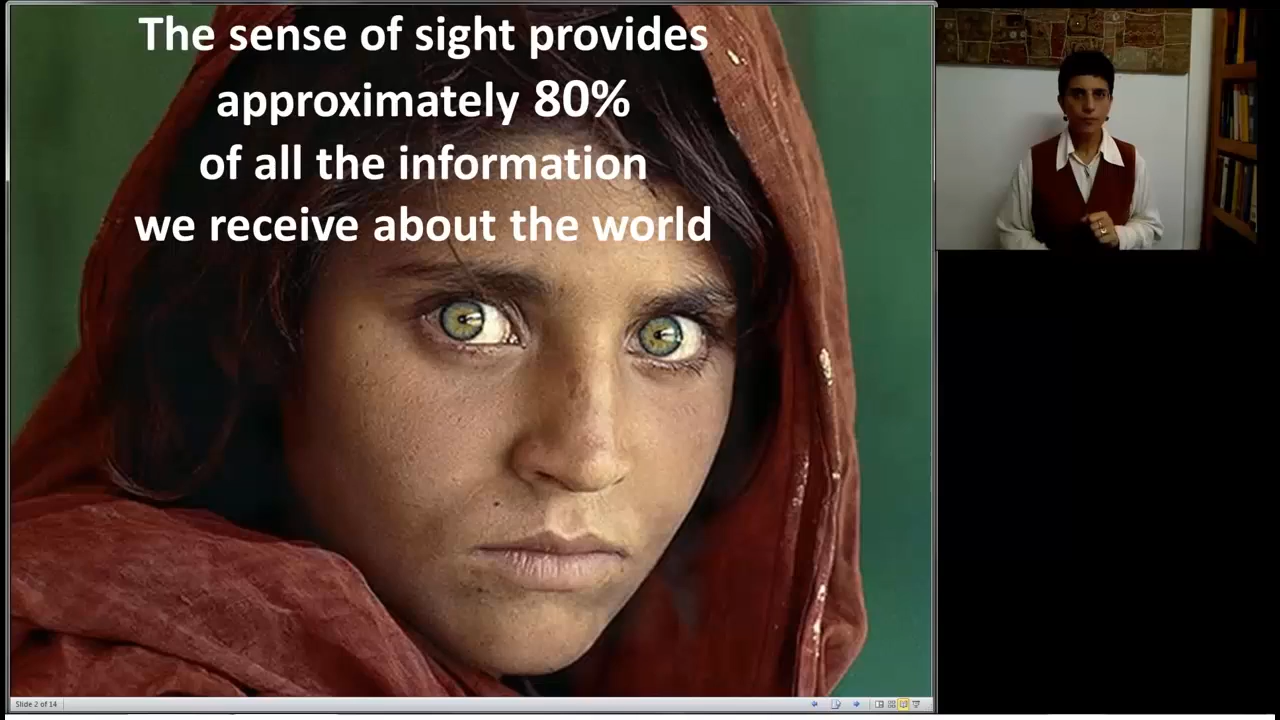 The sense of sight provides
approximately 80%
of all the information
we receive about the world
Slide 2 of 14